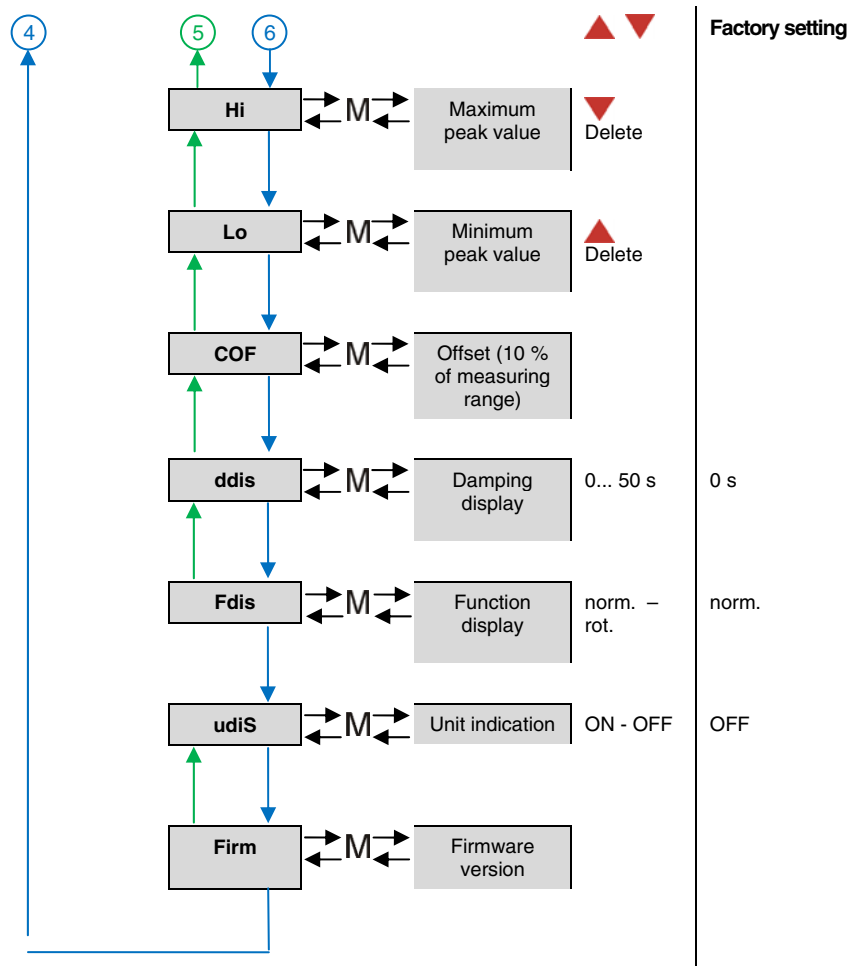 4 5 6 Factory setting
Hi M Maximum
peak value
Delete
Lo M Minimum
peak value
Delete
COF M Offset (10 %
of measuring
range)
ddis M Damping
display
0... 50 s 0 s
Fdis M Function
display
norm. –
rot.
norm.
udiS M Unit indication ON - OFF OFF
Firm M Firmware
version